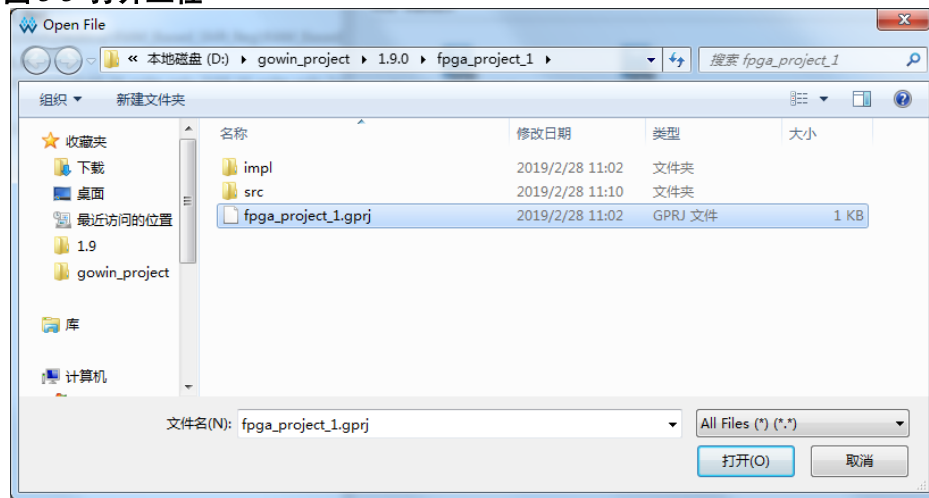 Open File
« 本地磁盘 (D:) ▸ gowin_project ▸ 1.9.0 ▸ fpga_project_1 ▸
搜索 fpga_project_1
组织 ▼ 新建文件夹
名称 修改日期 类型 大小
收藏夹
下载
桌面
最近访问的位置
1.9
gowin_project
库
计算机
impl 2019/2/28 11:02 文件夹
src 2019/2/28 11:10 文件夹
fpga_project_1.gprj 2019/2/28 11:02 GPRJ 文件 1 KB
文件名(N): fpga_project_1.gprj
All Files (*) (*.*)
打开(O) 取消